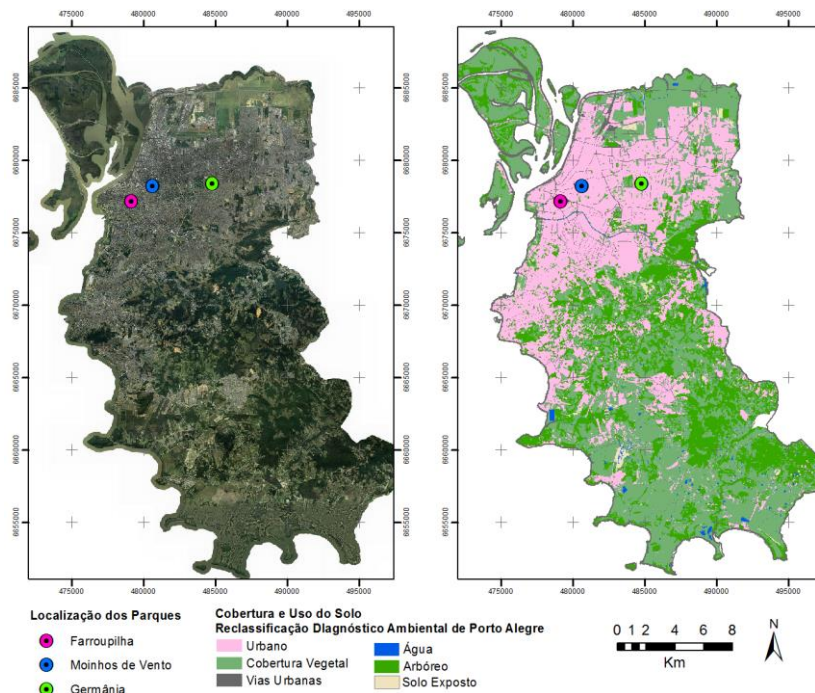 475000 480000 485000 490000 495000 475000 480000 485000 490000 495000
6685000 6685000
6680000 6680000
6675000 6675000
6670000 6670000
6665000 6665000
6660000 6660000
6655000 6655000
475000 480000 485000 490000 495000 475000 480000 485000 490000 495000
Localização dos Parques
Farroupilha
Moinhos de Vento
Germânia
Cobertura e Uso do Solo
Reclassificação DIagnóstico Ambiental de Porto Alegre
Urbano
Cobertura Vegetal
Vias Urbanas
Água
Arbóreo
Solo Exposto
0 1 2 4 6 8
Km
N